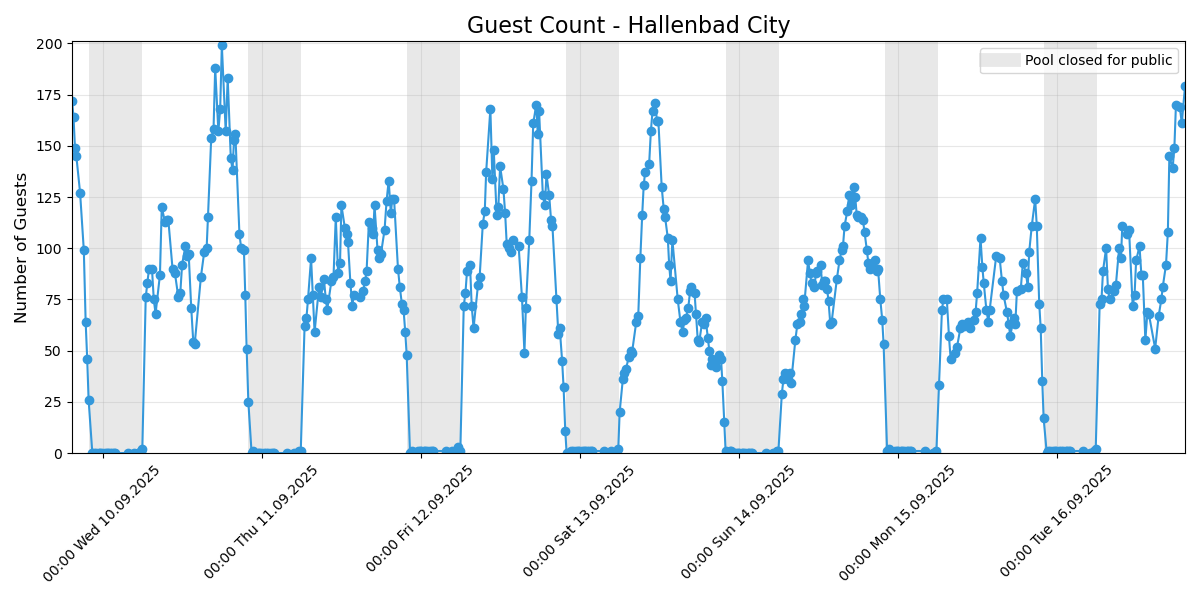 Guest Count - Hallenbad City
Pool closed for public
Number of Guests
200
175
150
125
100
75
50
25
0
00:00 Wed 10.09.2025
00:00 Thu 11.09.2025
00:00 Fri 12.09.2025
00:00 Sat 13.09.2025
00:00 Sun 14.09.2025
00:00 Mon 15.09.2025
00:00 Tue 16.09.2025